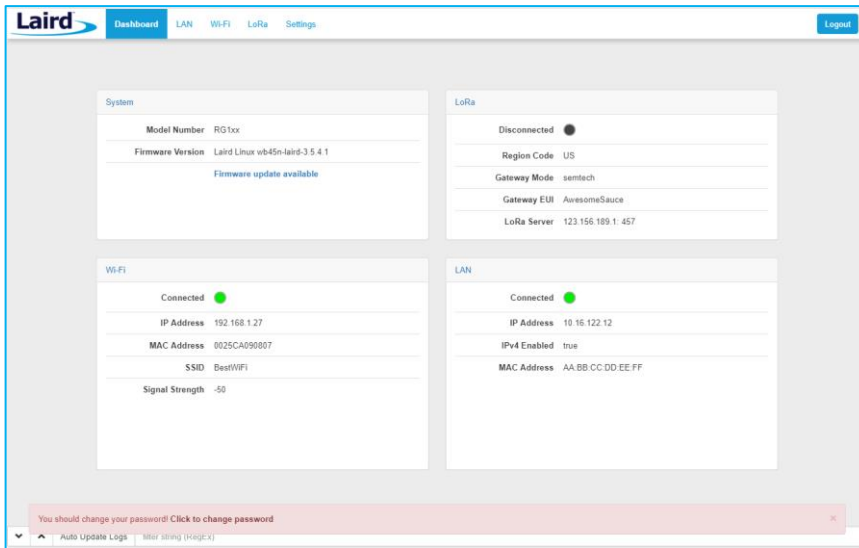 Laird
Dashboard LAN Wi-Fi LoRa Settings Logout
System
Model Number RG1xx
Firmware Version Laird Linux wb45n-laird-3.5.4.1
Firmware update available
LoRa
Disconnected
Region Code US
Gateway Mode semtech
Gateway EUI AwesomeSauce
LoRa Server 123.156.189.1: 457
Wi-Fi
Connected
IP Address 192.168.1.27
MAC Address 0025CA090807
SSID BestWiFi
Signal Strength -50
LAN
Connected
IP Address 10.16.122.12
IPv4 Enabled true
MAC Address AA:BB:CC:DD:EE:FF
You should change your password! Click to change password ×
Auto Update Logs filter string (RegEx)